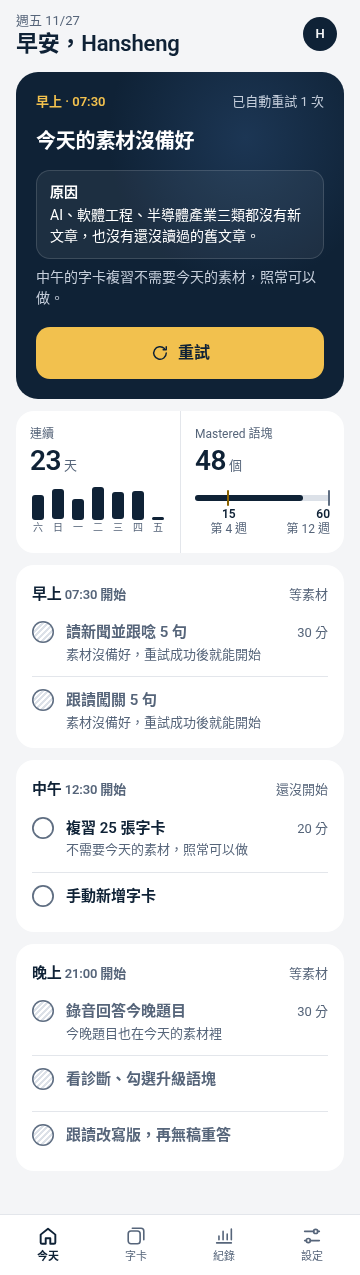 週五 11/27
早安，Hansheng
H
早上 · 07:30
已自動重試 1 次
今天的素材沒備好
原因
AI、軟體工程、半導體產業三類都沒有新
文章，也沒有還沒讀過的舊文章。
中午的字卡複習不需要今天的素材，照常可以
做。
重試
連續
23 天
六 日 一 二 三 四 五
Mastered 語塊
48 個
15 60
第 4 週 第 12 週
早上 07:30 開始
等素材
讀新聞並跟唸 5 句
30 分
素材沒備好，重試成功後就能開始
跟讀闖關 5 句
素材沒備好，重試成功後就能開始
中午 12:30 開始
還沒開始
複習 25 張字卡
20 分
不需要今天的素材，照常可以做
手動新增字卡
晚上 21:00 開始
等素材
錄音回答今晚題目
30 分
今晚題目也在今天的素材裡
看診斷、勾選升級語塊
跟讀改寫版，再無稿重答
今天 字卡 紀錄 設定